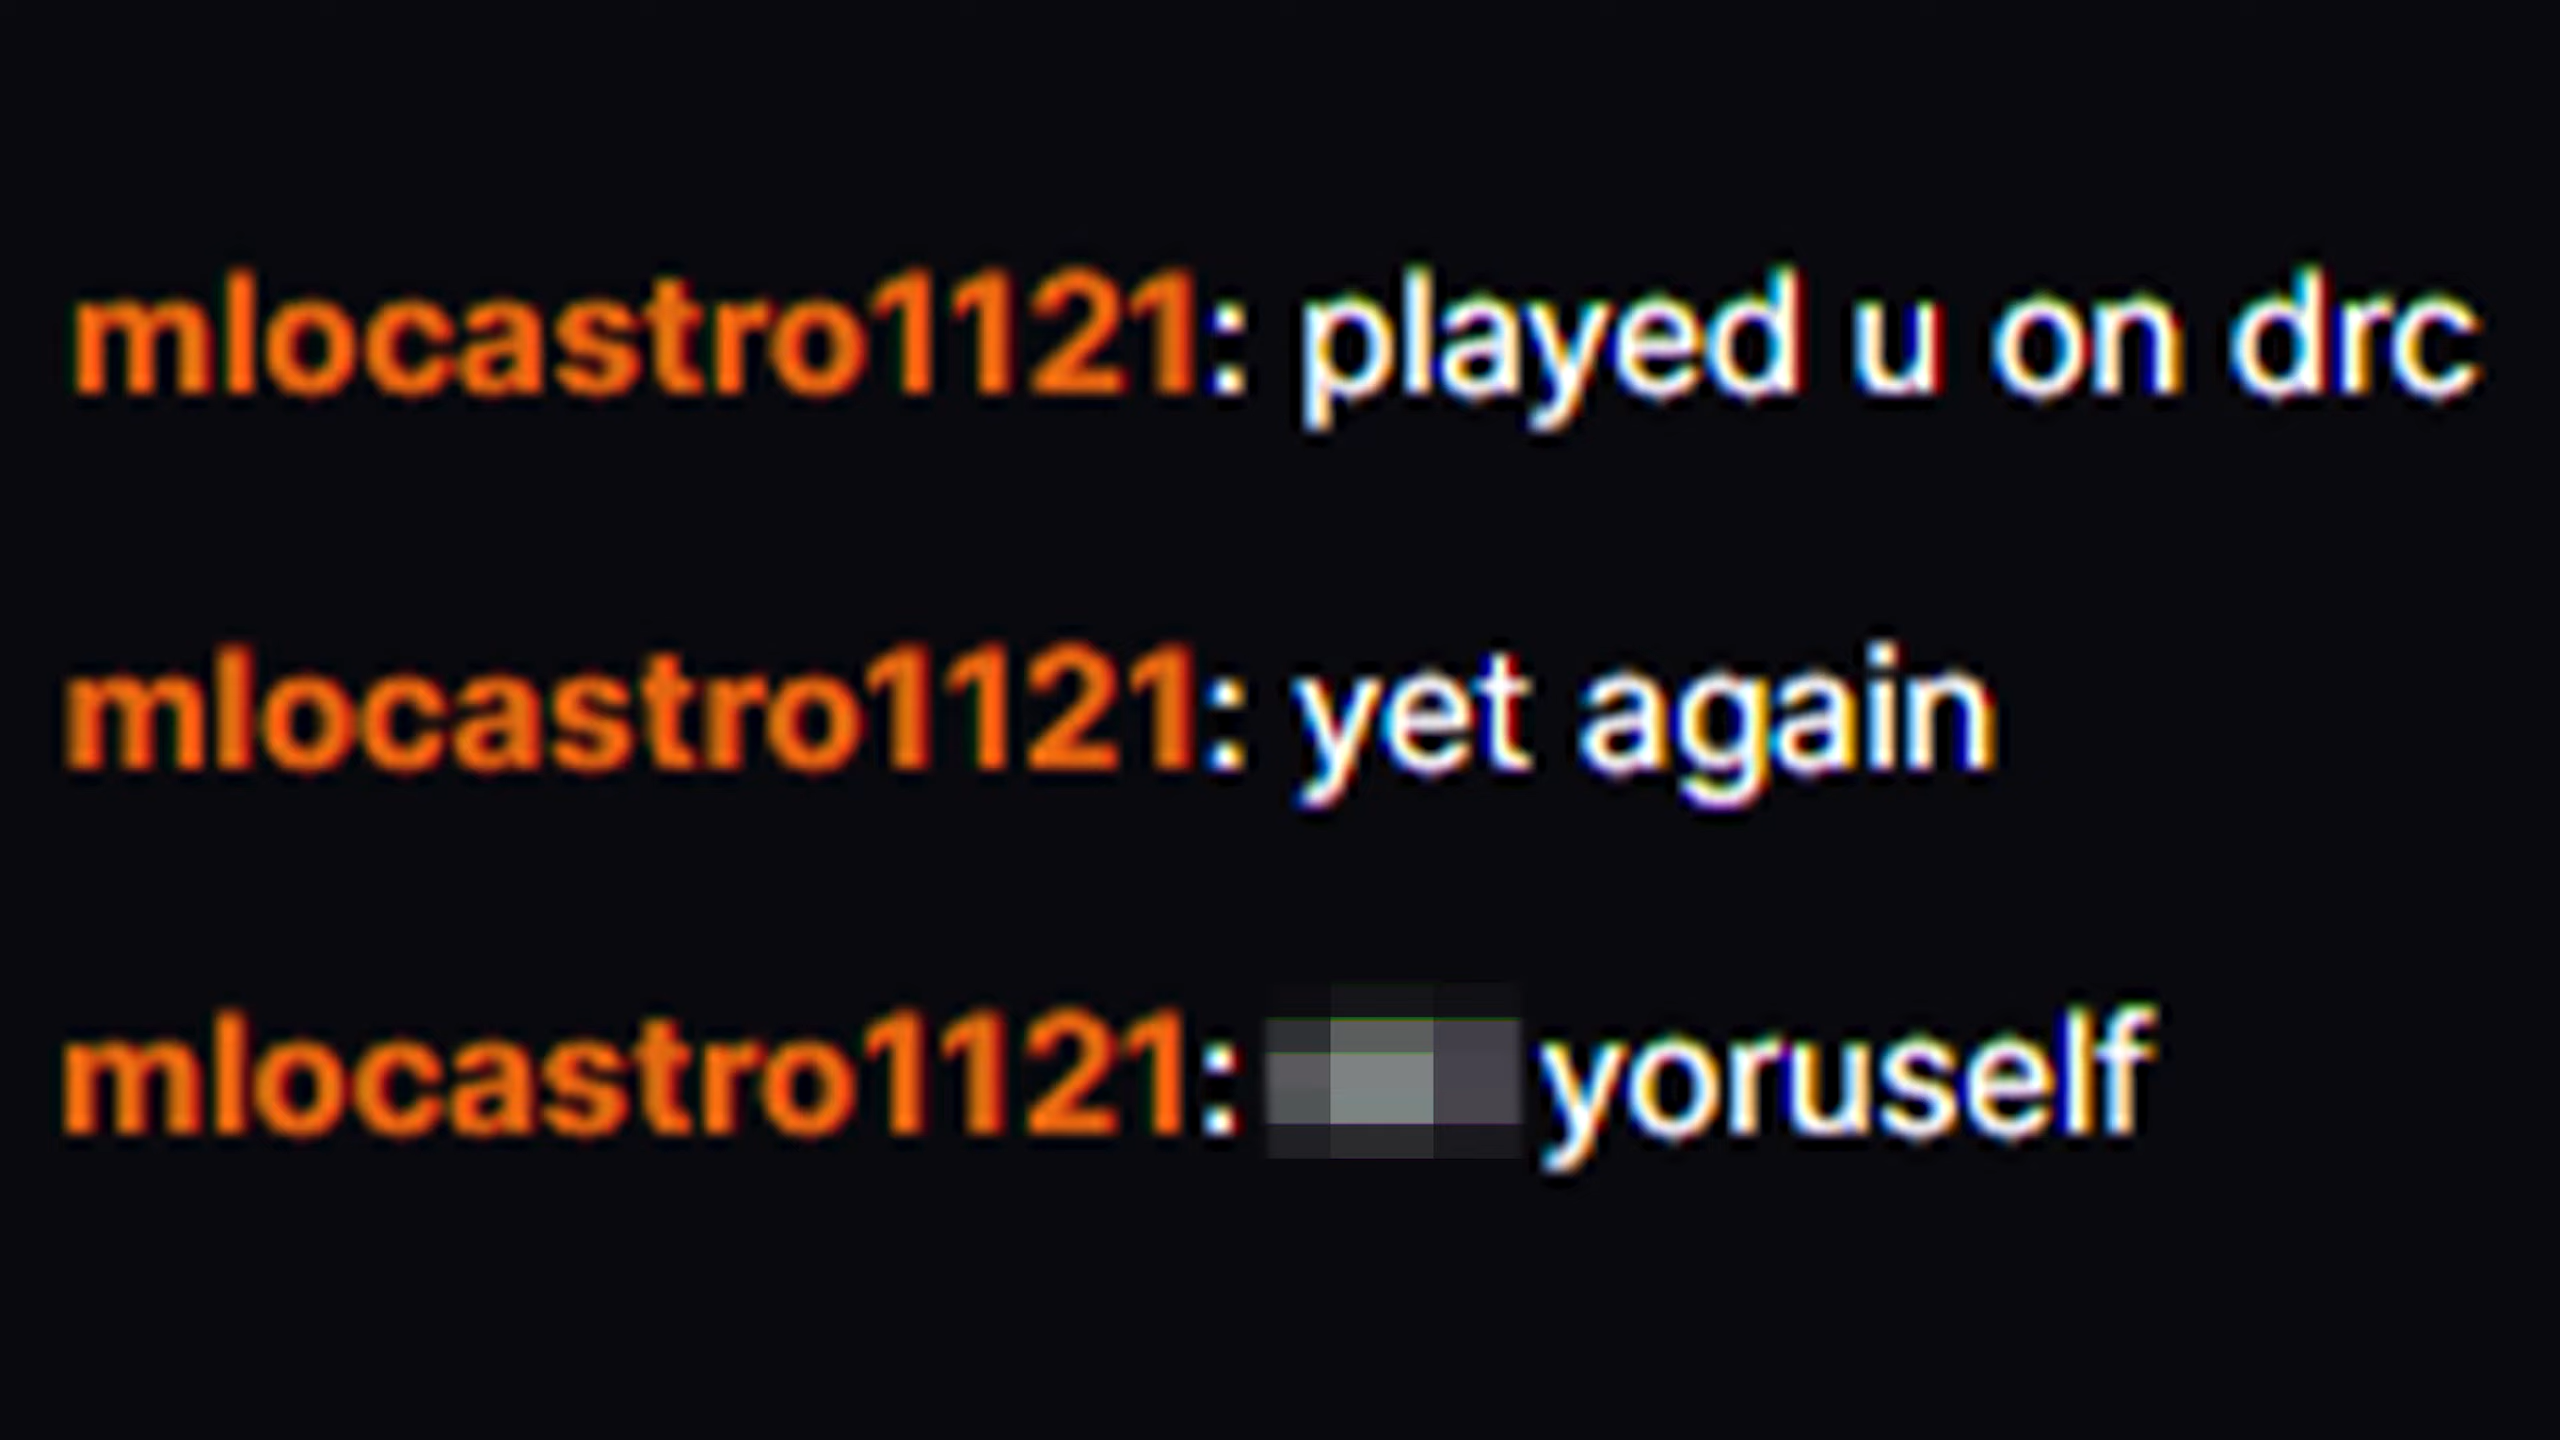 mlocastro1121: played u on drc
mlocastro1121: yet again
mlocastro1121: yoruself